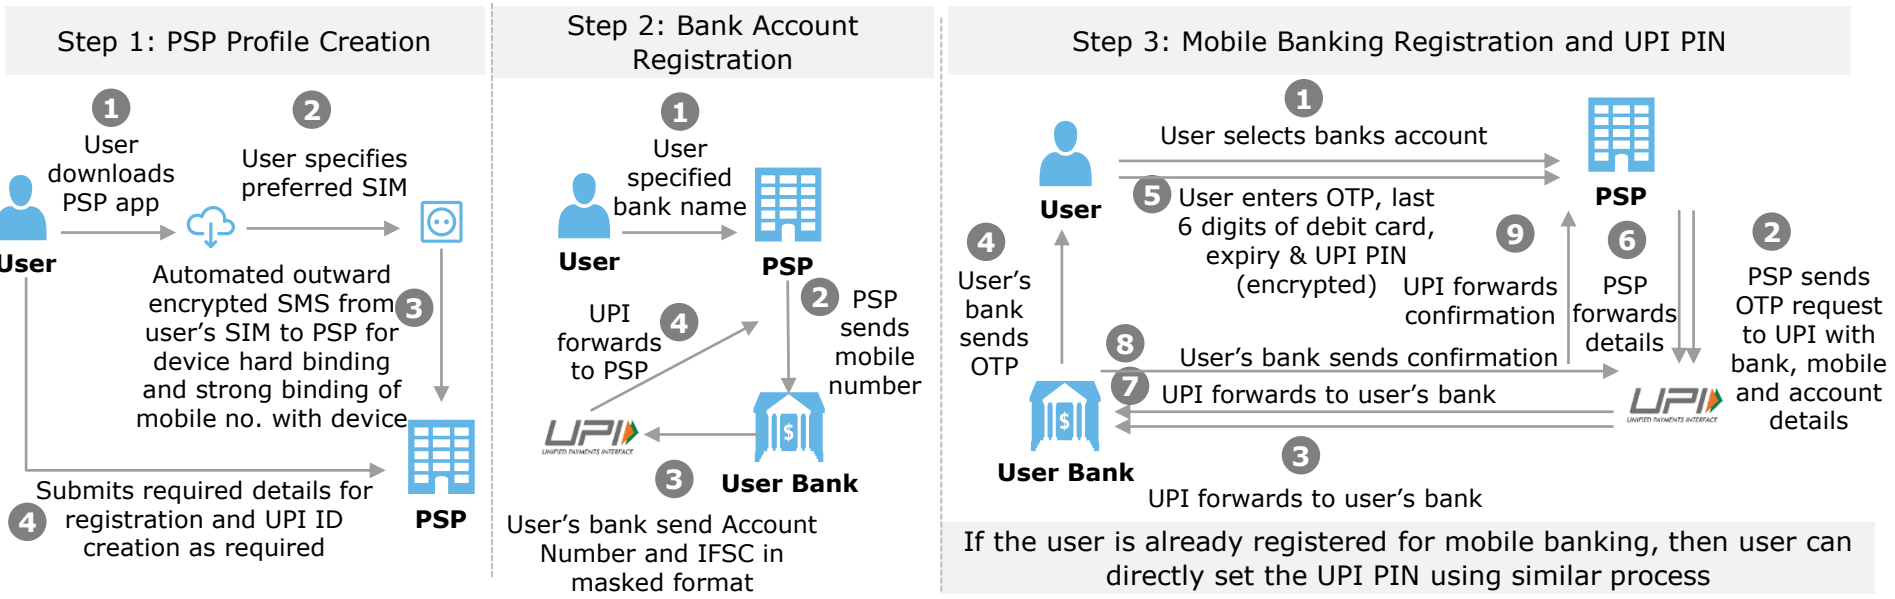 Step 1: PSP Profile Creation
1
2
User
downloads
PSP app
User specifies
preferred SIM
User
Automated outward
encrypted SMS from
user's SIM to PSP for
device hard binding
and strong binding of
mobile no. with device
3
Submits required details for
registration and UPI ID
creation as required
4
PSP
Step 2: Bank Account
Registration
1
User
specified
bank name
User
PSP
2
PSP
sends
mobile
number
UPI
forwards
to PSP
4
UPI
UNIFIED PAYMENTS INTERFACE
$
3
User Bank
User's bank send Account
Number and IFSC in
masked format
Step 3: Mobile Banking Registration and UPI PIN
1
User selects banks account
User
PSP
5
User enters OTP, last
6 digits of debit card,
expiry & UPI PIN
(encrypted)
4
User's
bank
sends
OTP
9
UPI forwards
confirmation
6
PSP
forwards
details
2
PSP sends
OTP request
to UPI with
bank, mobile
and account
details
8
User's bank sends confirmation
7
UPI forwards to user's bank
$
UPI
UNIFIED PAYMENTS INTERFACE
User Bank
3
UPI forwards to user's bank
If the user is already registered for mobile banking, then user can
directly set the UPI PIN using similar process